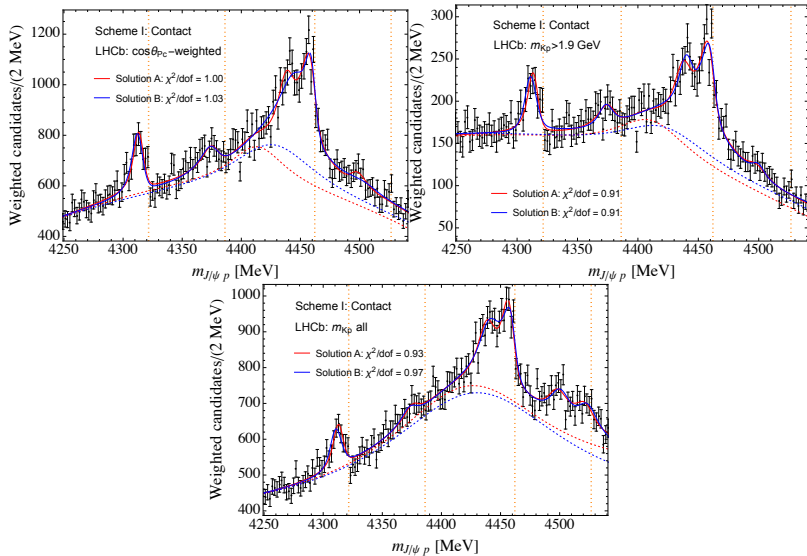 Scheme I: Contact
LHCb: cosθPc-weighted
Solution A: χ²/dof = 1.00
Solution B: χ²/dof = 1.03
Weighted candidates/(2 MeV)
1200
1000
800
600
400
4250 4300 4350 4400 4450 4500
mJ/ψ p [MeV]
Scheme I: Contact
LHCb: mKp>1.9 GeV
Solution A: χ²/dof = 0.91
Solution B: χ²/dof = 0.91
Weighted candidates/(2 MeV)
300
250
200
150
100
50
4250 4300 4350 4400 4450 4500
mJ/ψ p [MeV]
Scheme I: Contact
LHCb: mKp all
Solution A: χ²/dof = 0.93
Solution B: χ²/dof = 0.97
Weighted candidates/(2 MeV)
1000
900
800
700
600
500
400
4250 4300 4350 4400 4450 4500
mJ/ψ p [MeV]